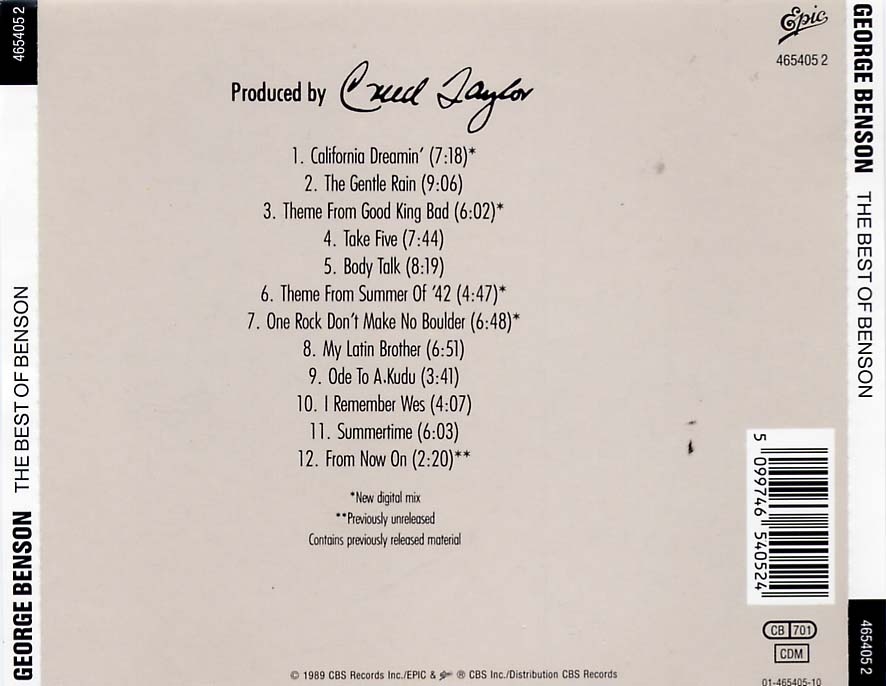 465405 2
GEORGE BENSON THE BEST OF BENSON
Epic
465405 2
Produced by Creed Taylor
1. California Dreamin' (7:18)*
2. The Gentle Rain (9:06)
3. Theme From Good King Bad (6:02)*
4. Take Five (7:44)
5. Body Talk (8:19)
6. Theme From Summer Of '42 (4:47)*
7. One Rock Don't Make No Boulder (6:48)*
8. My Latin Brother (6:51)
9. Ode To A.Kudu (3:41)
10. I Remember Wes (4:07)
11. Summertime (6:03)
12. From Now On (2:20)**
*New digital mix
**Previously unreleased
Contains previously released material
5 099746 540524
CB 701
CDM
01-465405-10
© 1989 CBS Records Inc./EPIC & ℗ CBS Inc./Distribution CBS Records
GEORGE BENSON THE BEST OF BENSON
465405 2